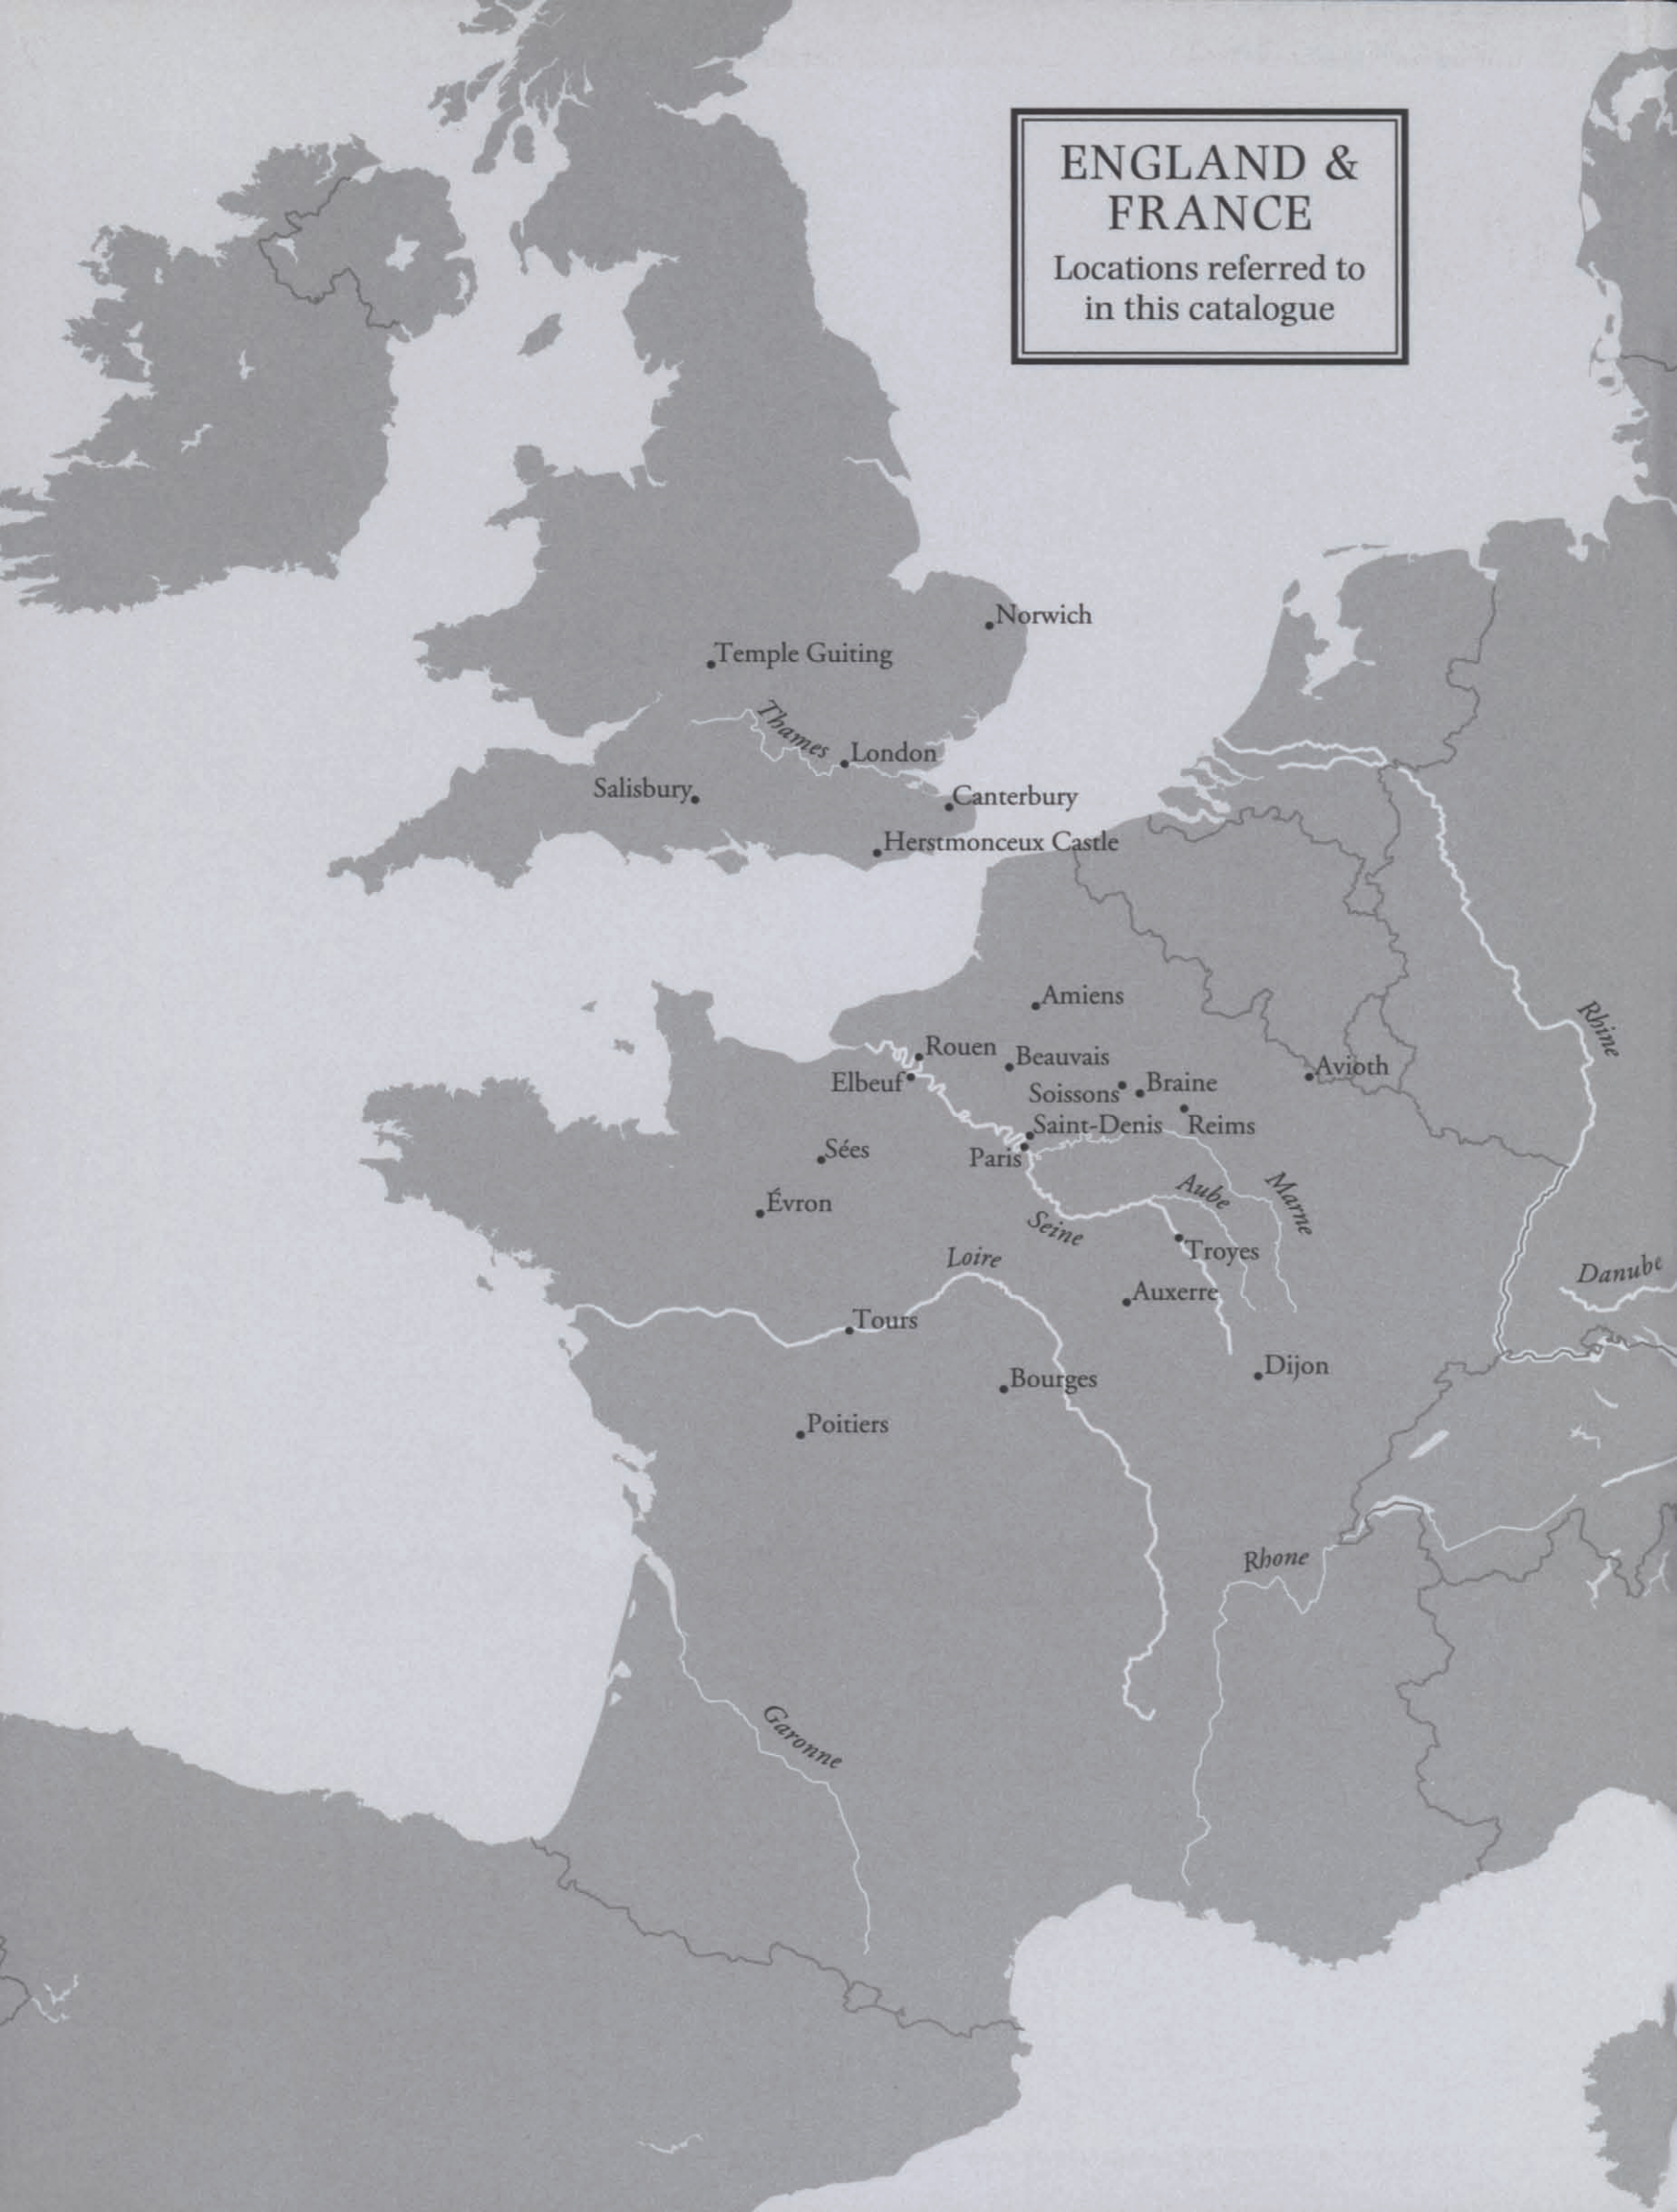 ENGLAND &
FRANCE
Locations referred to
in this catalogue
Norwich
Temple Guiting
Thames
London
Salisbury
Canterbury
Herstmonceux Castle
Amiens
Rhine
Rouen
Beauvais
Avioth
Elbeuf
Soissons
Braine
Saint-Denis
Reims
Sées
Paris
Aube
Marne
Évron
Seine
Troyes
Loire
Danube
Auxerre
Tours
Dijon
Bourges
Poitiers
Rhone
Garonne